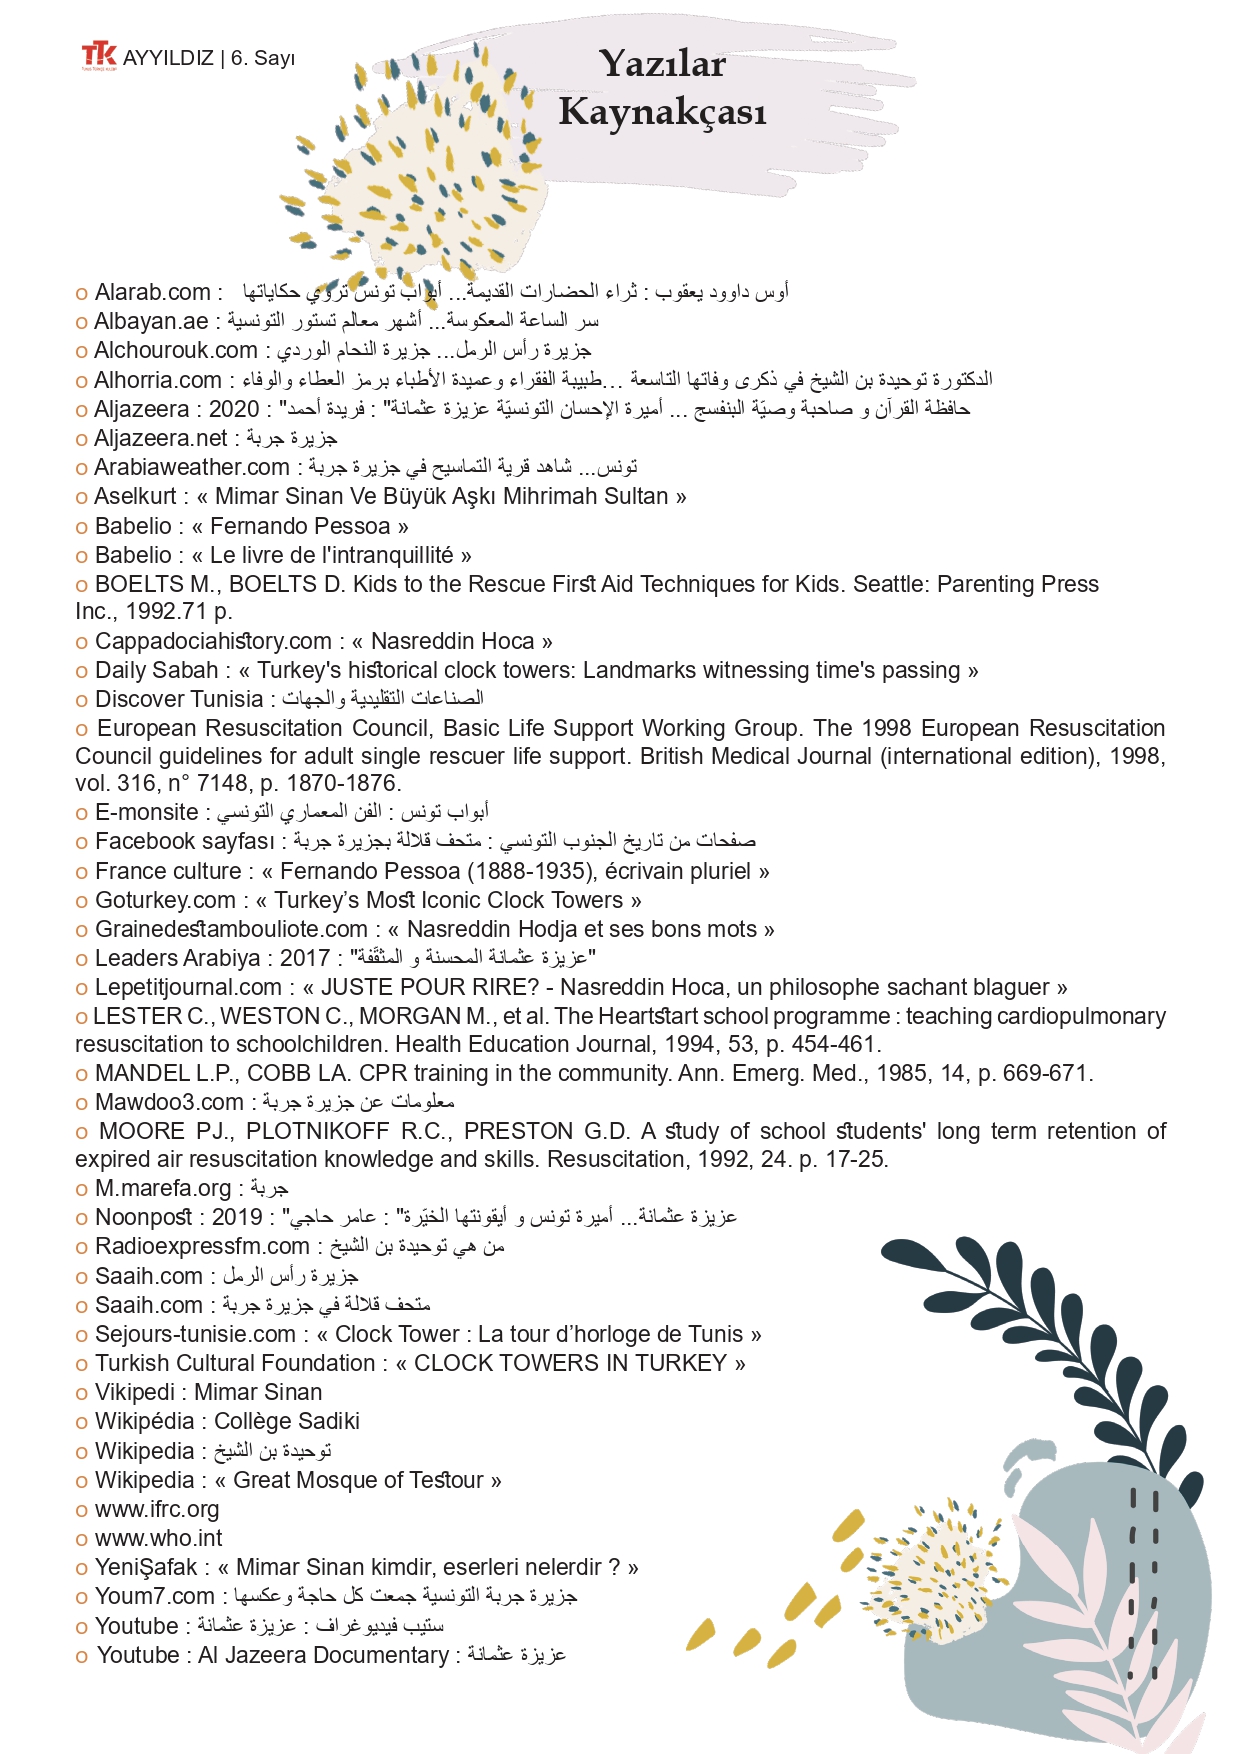 TTK AYYILDIZ | 6. Sayı
Yazılar
Kaynakçası
o Alarab.com : أوس داوود يعقوب : ثراء الحضارات القديمة... أبواب تونس تروي حكاياتها
o Albayan.ae : سر الساعة المعكوسة... أشهر معالم تستور التونسية
o Alchourouk.com : جزيرة رأس الرمل... جزيرة النحام الوردي
o Alhorria.com : الدكتورة توحيدة بن الشيخ في ذكرى وفاتها التاسعة ...طبيبة الفقراء وعميدة الأطباء برمز العطاء والوفاء
o Aljazeera : 2020 : "حافظة القرآن و صاحبة وصيّة البنفسج ... أميرة الإحسان التونسيّة عزيزة عثمانة" : فريدة أحمد
o Aljazeera.net : جزيرة جربة
o Arabiaweather.com : تونس... شاهد قرية التماسيح في جزيرة جربة
o Aselkurt : « Mimar Sinan Ve Büyük Aşkı Mihrimah Sultan »
o Babelio : « Fernando Pessoa »
o Babelio : « Le livre de l'intranquillité »
o BOELTS M., BOELTS D. Kids to the Rescue First Aid Techniques for Kids. Seattle: Parenting Press
Inc., 1992.71 p.
o Cappadociahistory.com : « Nasreddin Hoca »
o Daily Sabah : « Turkey's historical clock towers: Landmarks witnessing time's passing »
o Discover Tunisia : الصناعات التقليدية والجهات
o European Resuscitation Council, Basic Life Support Working Group. The 1998 European Resuscitation
Council guidelines for adult single rescuer life support. British Medical Journal (international edition), 1998,
vol. 316, n° 7148, p. 1870-1876.
o E-monsite : أبواب تونس : الفن المعماري التونسي
o Facebook sayfası : صفحات من تاريخ الجنوب التونسي : متحف قلالة بجزيرة جربة
o France culture : « Fernando Pessoa (1888-1935), écrivain pluriel »
o Goturkey.com : « Turkey’s Most Iconic Clock Towers »
o Grainedestambouliote.com : « Nasreddin Hodja et ses bons mots »
o Leaders Arabiya : 2017 : "عزيزة عثمانة المحسنة و المثقّفة"
o Lepetitjournal.com : « JUSTE POUR RIRE? - Nasreddin Hoca, un philosophe sachant blaguer »
o LESTER C., WESTON C., MORGAN M., et al. The Heartstart school programme : teaching cardiopulmonary
resuscitation to schoolchildren. Health Education Journal, 1994, 53, p. 454-461.
o MANDEL L.P., COBB LA. CPR training in the community. Ann. Emerg. Med., 1985, 14, p. 669-671.
o Mawdoo3.com : معلومات عن جزيرة جربة
o MOORE PJ., PLOTNIKOFF R.C., PRESTON G.D. A study of school students' long term retention of
expired air resuscitation knowledge and skills. Resuscitation, 1992, 24. p. 17-25.
o M.marefa.org : جربة
o Noonpost : 2019 : "عزيزة عثمانة... أميرة تونس و أيقونتها الخيّرة" : عامر حاجي
o Radioexpressfm.com : من هي توحيدة بن الشيخ
o Saaih.com : جزيرة رأس الرمل
o Saaih.com : متحف قلالة في جزيرة جربة
o Sejours-tunisie.com : « Clock Tower : La tour d’horloge de Tunis »
o Turkish Cultural Foundation : « CLOCK TOWERS IN TURKEY »
o Vikipedi : Mimar Sinan
o Wikipédia : Collège Sadiki
o Wikipedia : توحيدة بن الشيخ
o Wikipedia : « Great Mosque of Testour »
o www.ifrc.org
o www.who.int
o YeniŞafak : « Mimar Sinan kimdir, eserleri nelerdir ? »
o Youm7.com : جزيرة جربة التونسية جمعت كل حاجة وعكسها
o Youtube : ستيب فيديوغراف : عزيزة عثمانة
o Youtube : Al Jazeera Documentary : عزيزة عثمانة